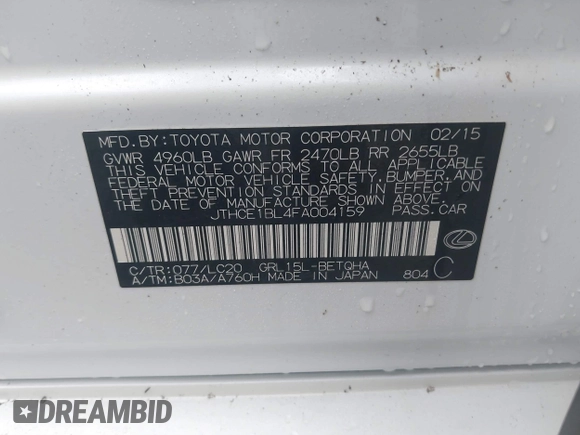 MFD.BY:TOYOTA MOTOR CORPORATION 02/15
GVWR 4960LB GAWR FR 2470LB RR 2655LB
THIS VEHICLE CONFORMS TO ALL APPLICABLE
FEDERAL MOTOR VEHICLE SAFETY,BUMPER,AND
THEFT PREVENTION STANDARDS IN EFFECT ON
THE DATE OF MANUFACTURE SHOWN ABOVE.
JTHCE1BL4FA004159 PASS.CAR
C/TR:077/LC20 GRL15L-BETQHA
A/TM:B03A/A760H MADE IN JAPAN 804 C
DREAMBID